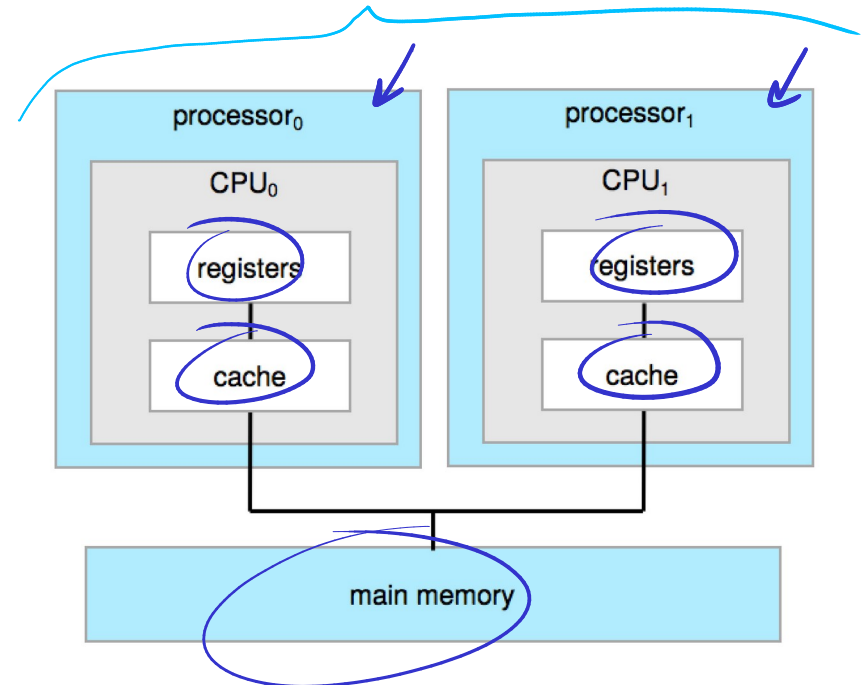 processor₀
processor₁
CPU₀
CPU₁
registers
registers
cache
cache
main memory